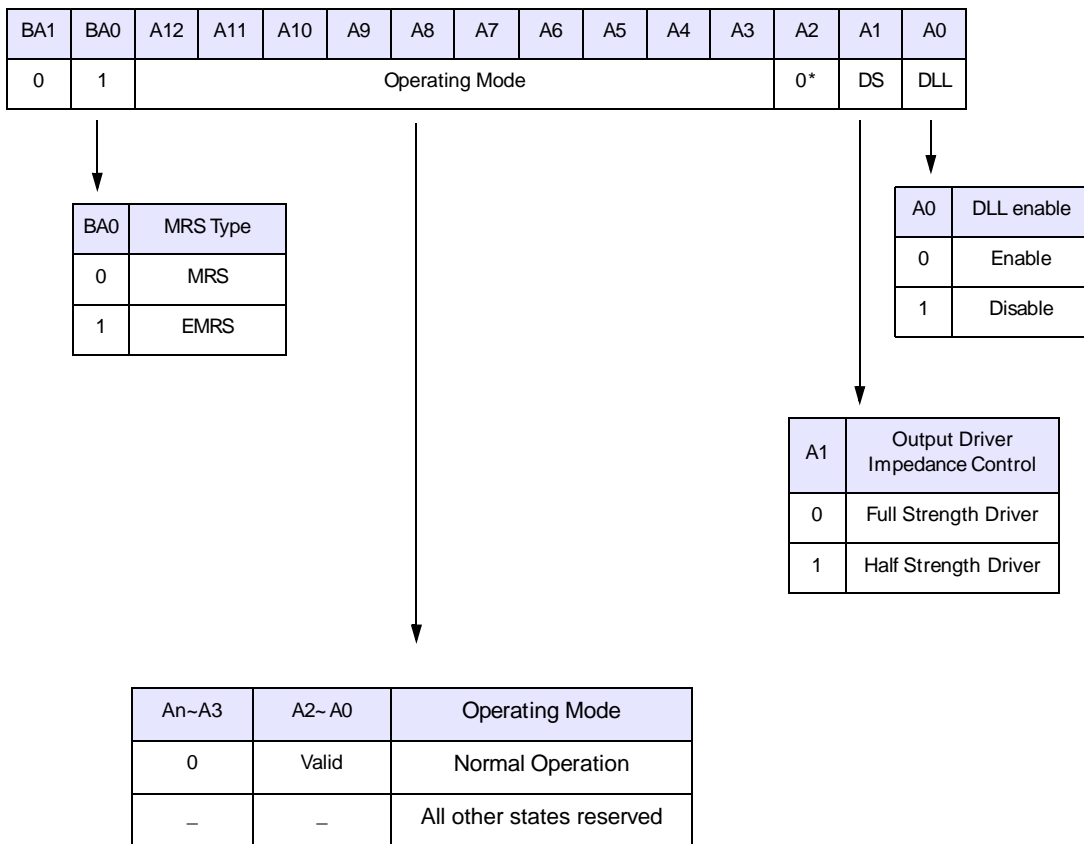 BA1 BA0 A12 A11 A10 A9 A8 A7 A6 A5 A4 A3 A2 A1 A0
0 1 Operating Mode 0* DS DLL
BA0 MRS Type
0 MRS
1 EMRS
A0 DLL enable
0 Enable
1 Disable
A1 Output Driver
Impedance Control
0 Full Strength Driver
1 Half Strength Driver
An~A3 A2~A0 Operating Mode
0 Valid Normal Operation
_ _ All other states reserved